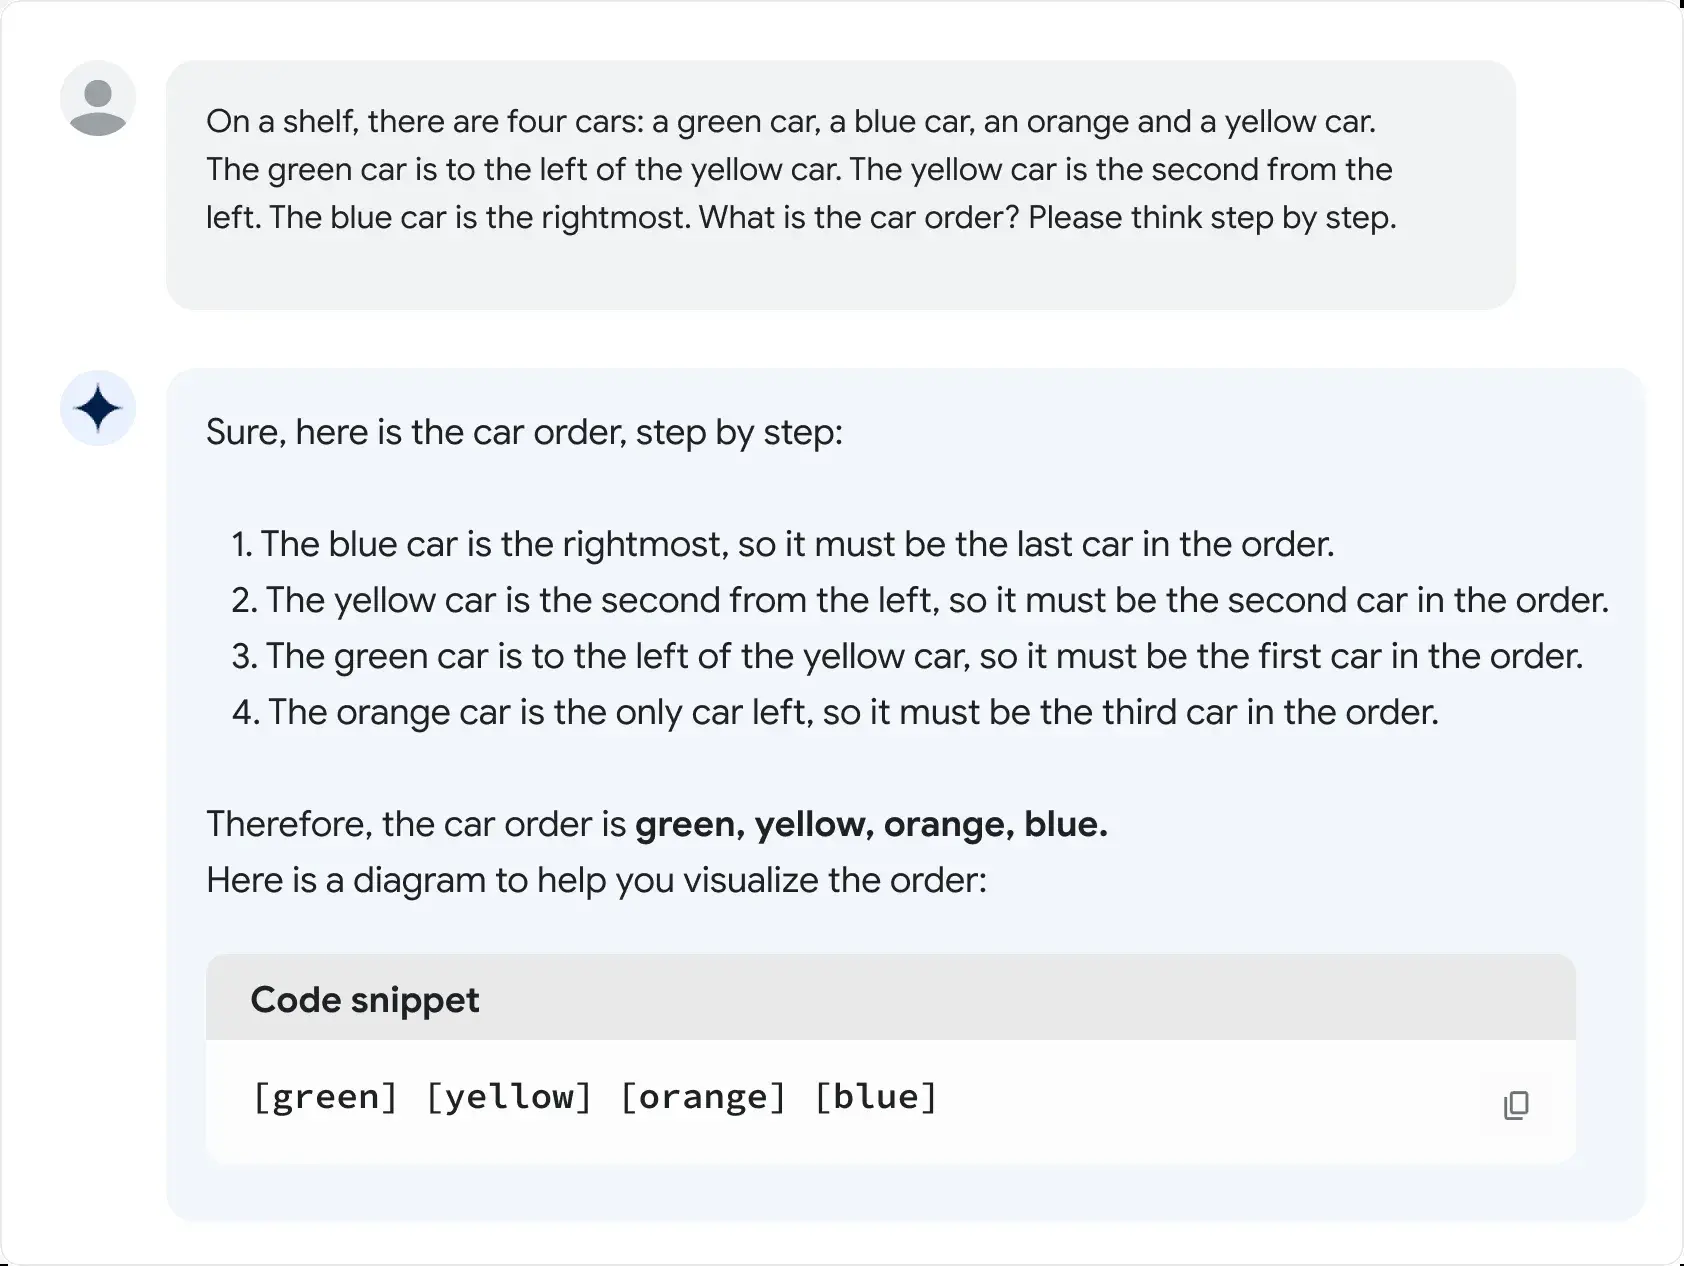 On a shelf, there are four cars: a green car, a blue car, an orange and a yellow car.
The green car is to the left of the yellow car. The yellow car is the second from the
left. The blue car is the rightmost. What is the car order? Please think step by step.
Sure, here is the car order, step by step:
1. The blue car is the rightmost, so it must be the last car in the order.
2. The yellow car is the second from the left, so it must be the second car in the order.
3. The green car is to the left of the yellow car, so it must be the first car in the order.
4. The orange car is the only car left, so it must be the third car in the order.
Therefore, the car order is green, yellow, orange, blue.
Here is a diagram to help you visualize the order:
Code snippet
[green] [yellow] [orange] [blue]